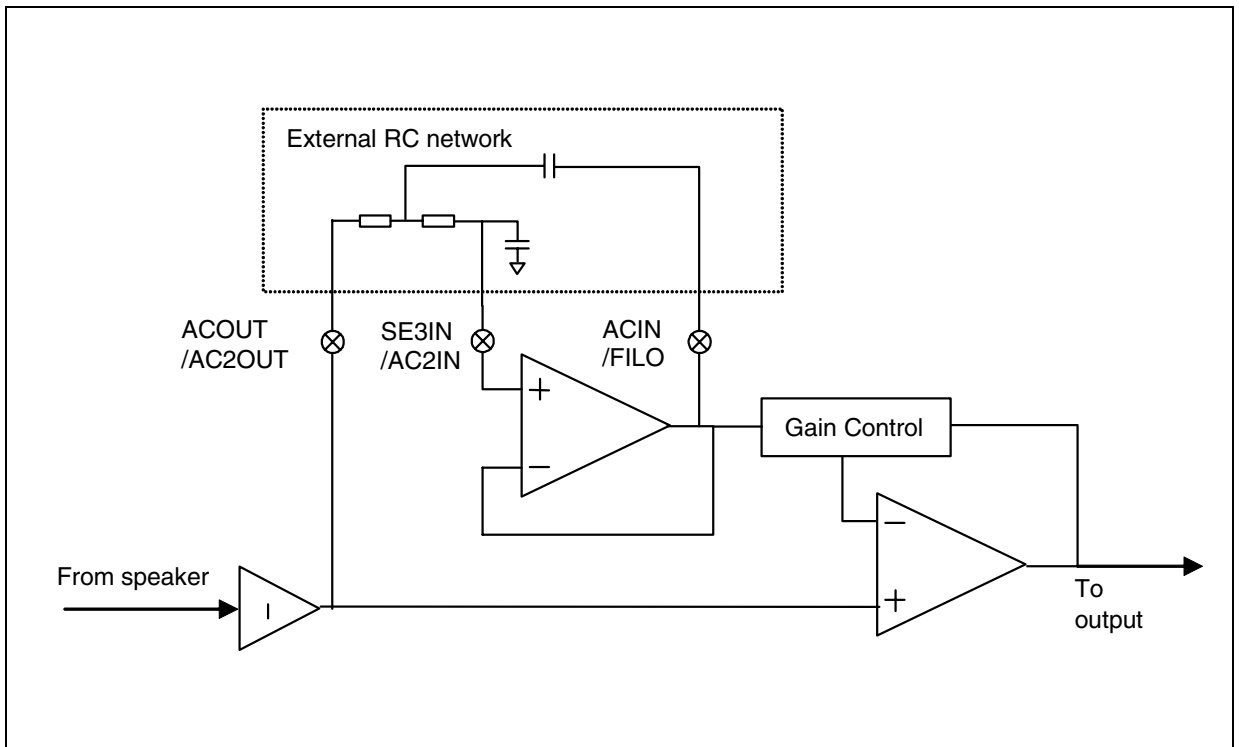 External RC network
ACOUT
/AC2OUT
SE3IN
/AC2IN
ACIN
/FILO
+
−
Gain Control
From speaker
−
−
+
To
output